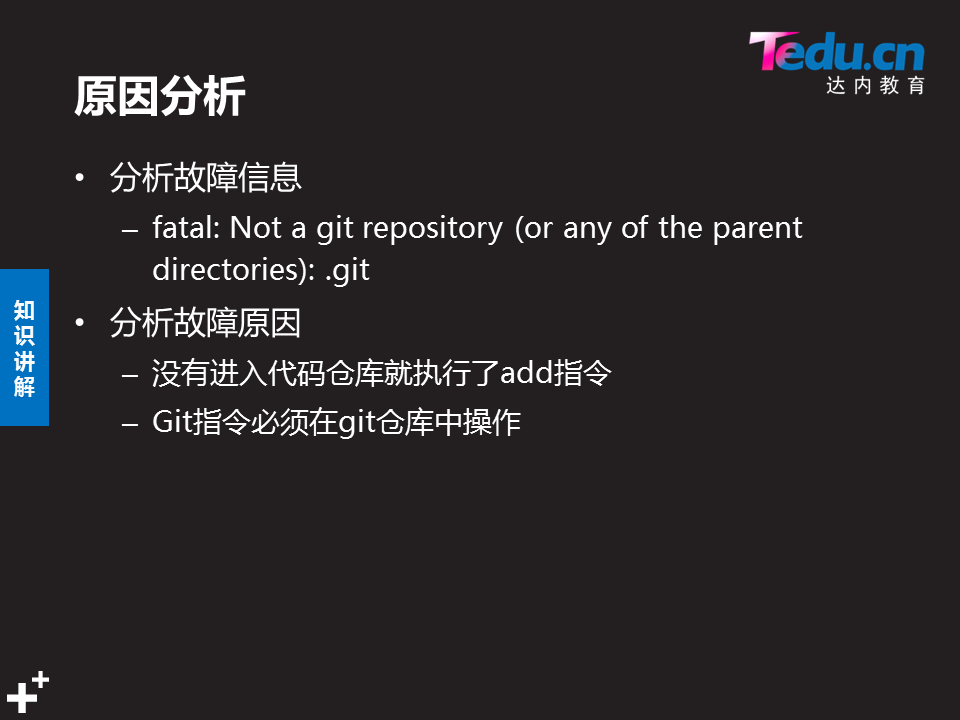 Tedu.cn
达内教育
原因分析
• 分析故障信息
– fatal: Not a git repository (or any of the parent
directories): .git
• 分析故障原因
– 没有进入代码仓库就执行了add指令
– Git指令必须在git仓库中操作
知
识
讲
解